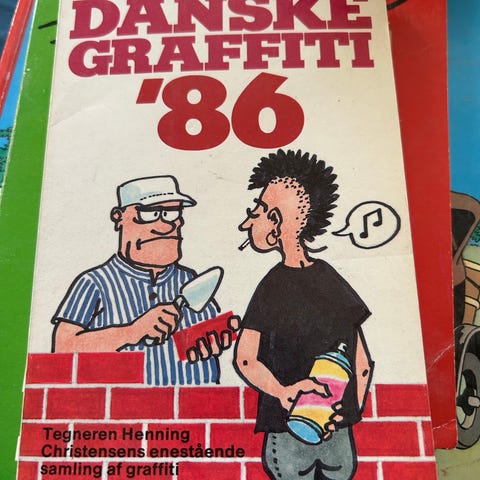 DANSKE
GRAFFITI
'86
Tegneren Henning
Christensens enestående
samling af graffiti